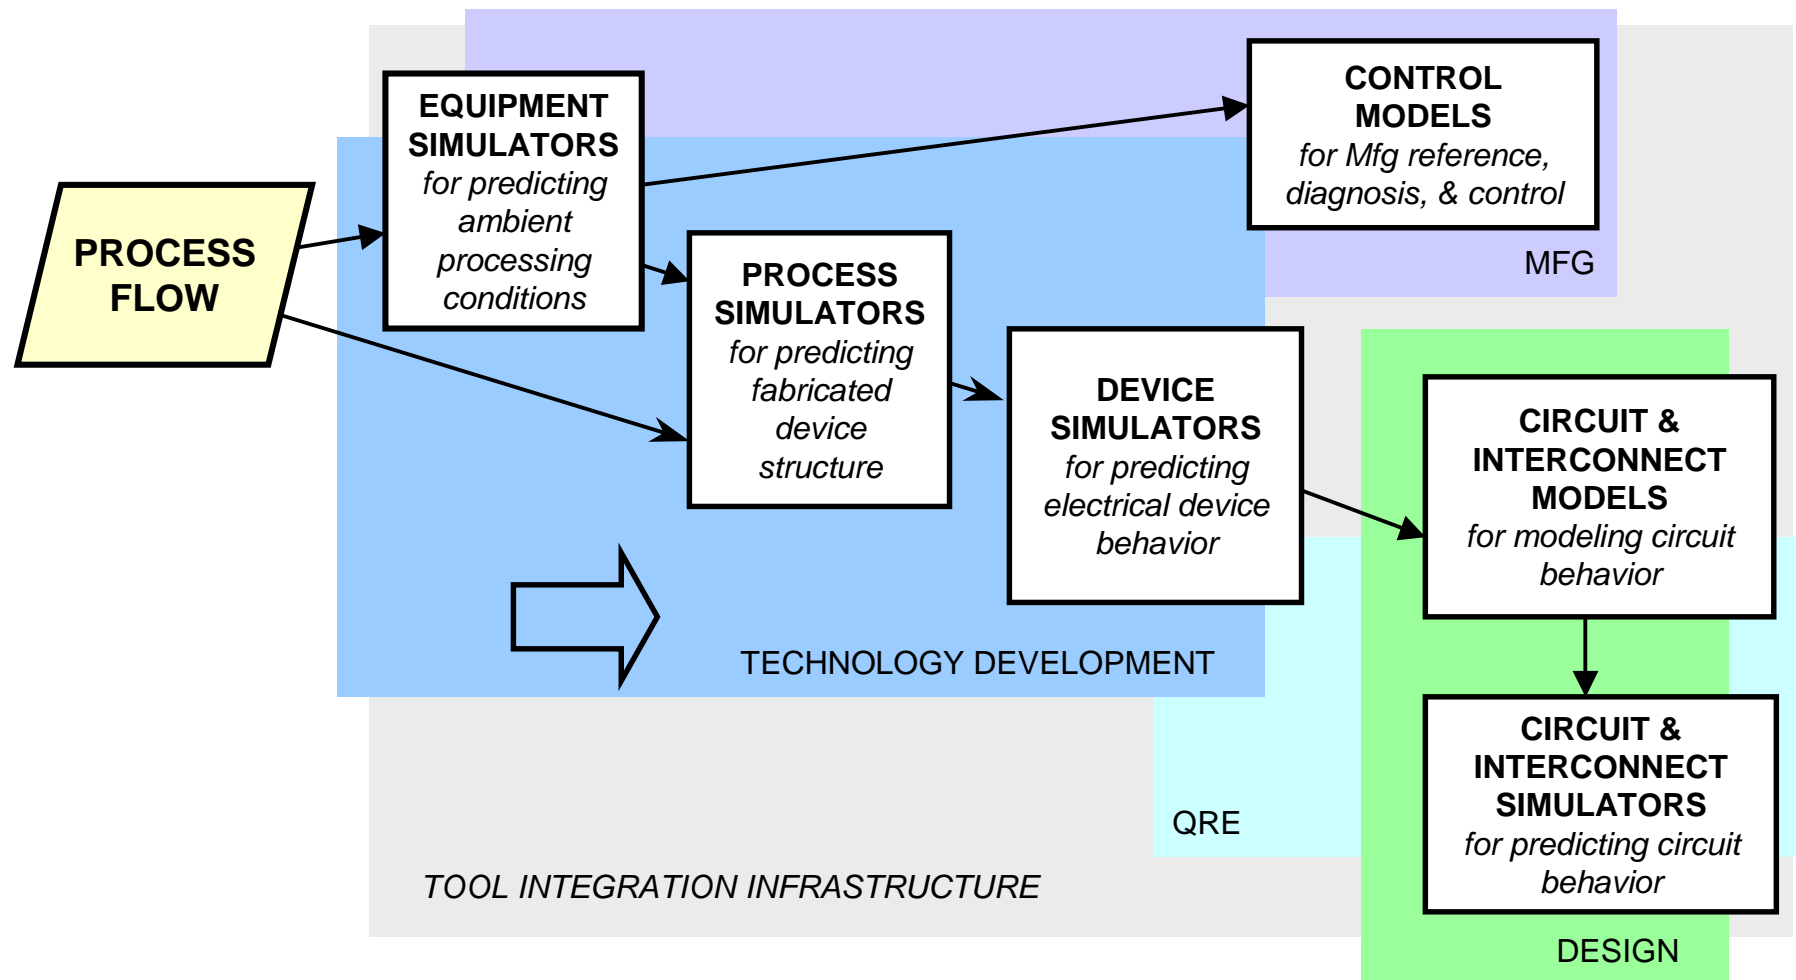 PROCESS
FLOW
EQUIPMENT
SIMULATORS
for predicting
ambient
processing
conditions
CONTROL
MODELS
for Mfg reference,
diagnosis, & control
MFG
PROCESS
SIMULATORS
for predicting
fabricated
device
structure
DEVICE
SIMULATORS
for predicting
electrical device
behavior
CIRCUIT &
INTERCONNECT
MODELS
for modeling circuit
behavior
TECHNOLOGY DEVELOPMENT
CIRCUIT &
INTERCONNECT
SIMULATORS
for predicting circuit
behavior
QRE
TOOL INTEGRATION INFRASTRUCTURE
DESIGN